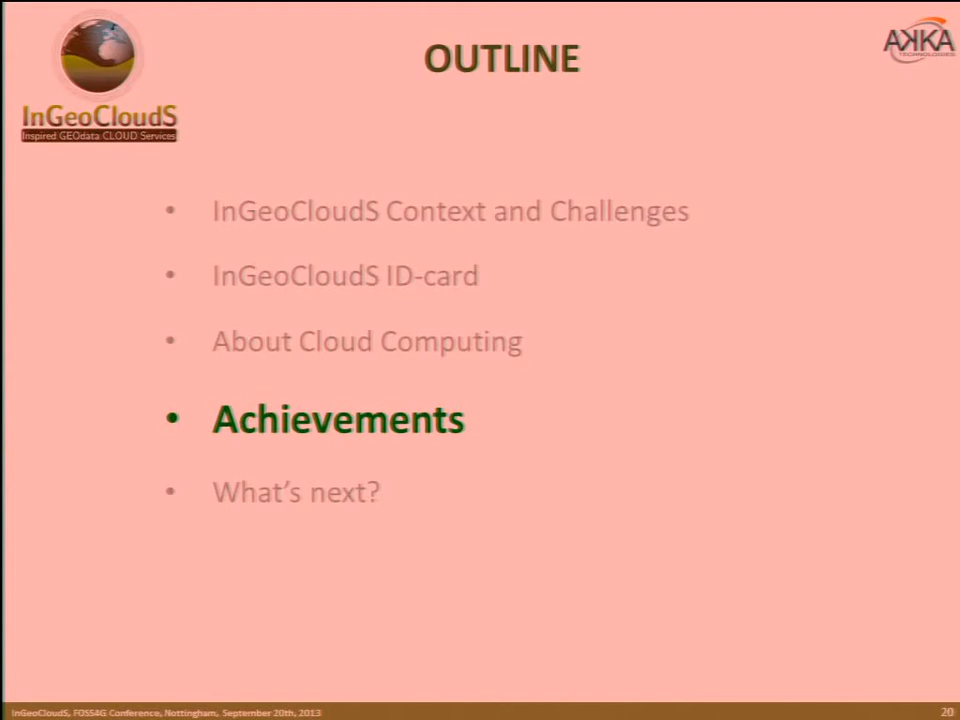 OUTLINE
AKKA
TECHNOLOGIES
InGeoCloudS
Inspired GEOdata CLOUD Services
• InGeoCloudS Context and Challenges
• InGeoCloudS ID-card
• About Cloud Computing
• Achievements
• What's next?
InGeoCloudS, FOSS4G Conference, Nottingham, September 20th, 2013
20